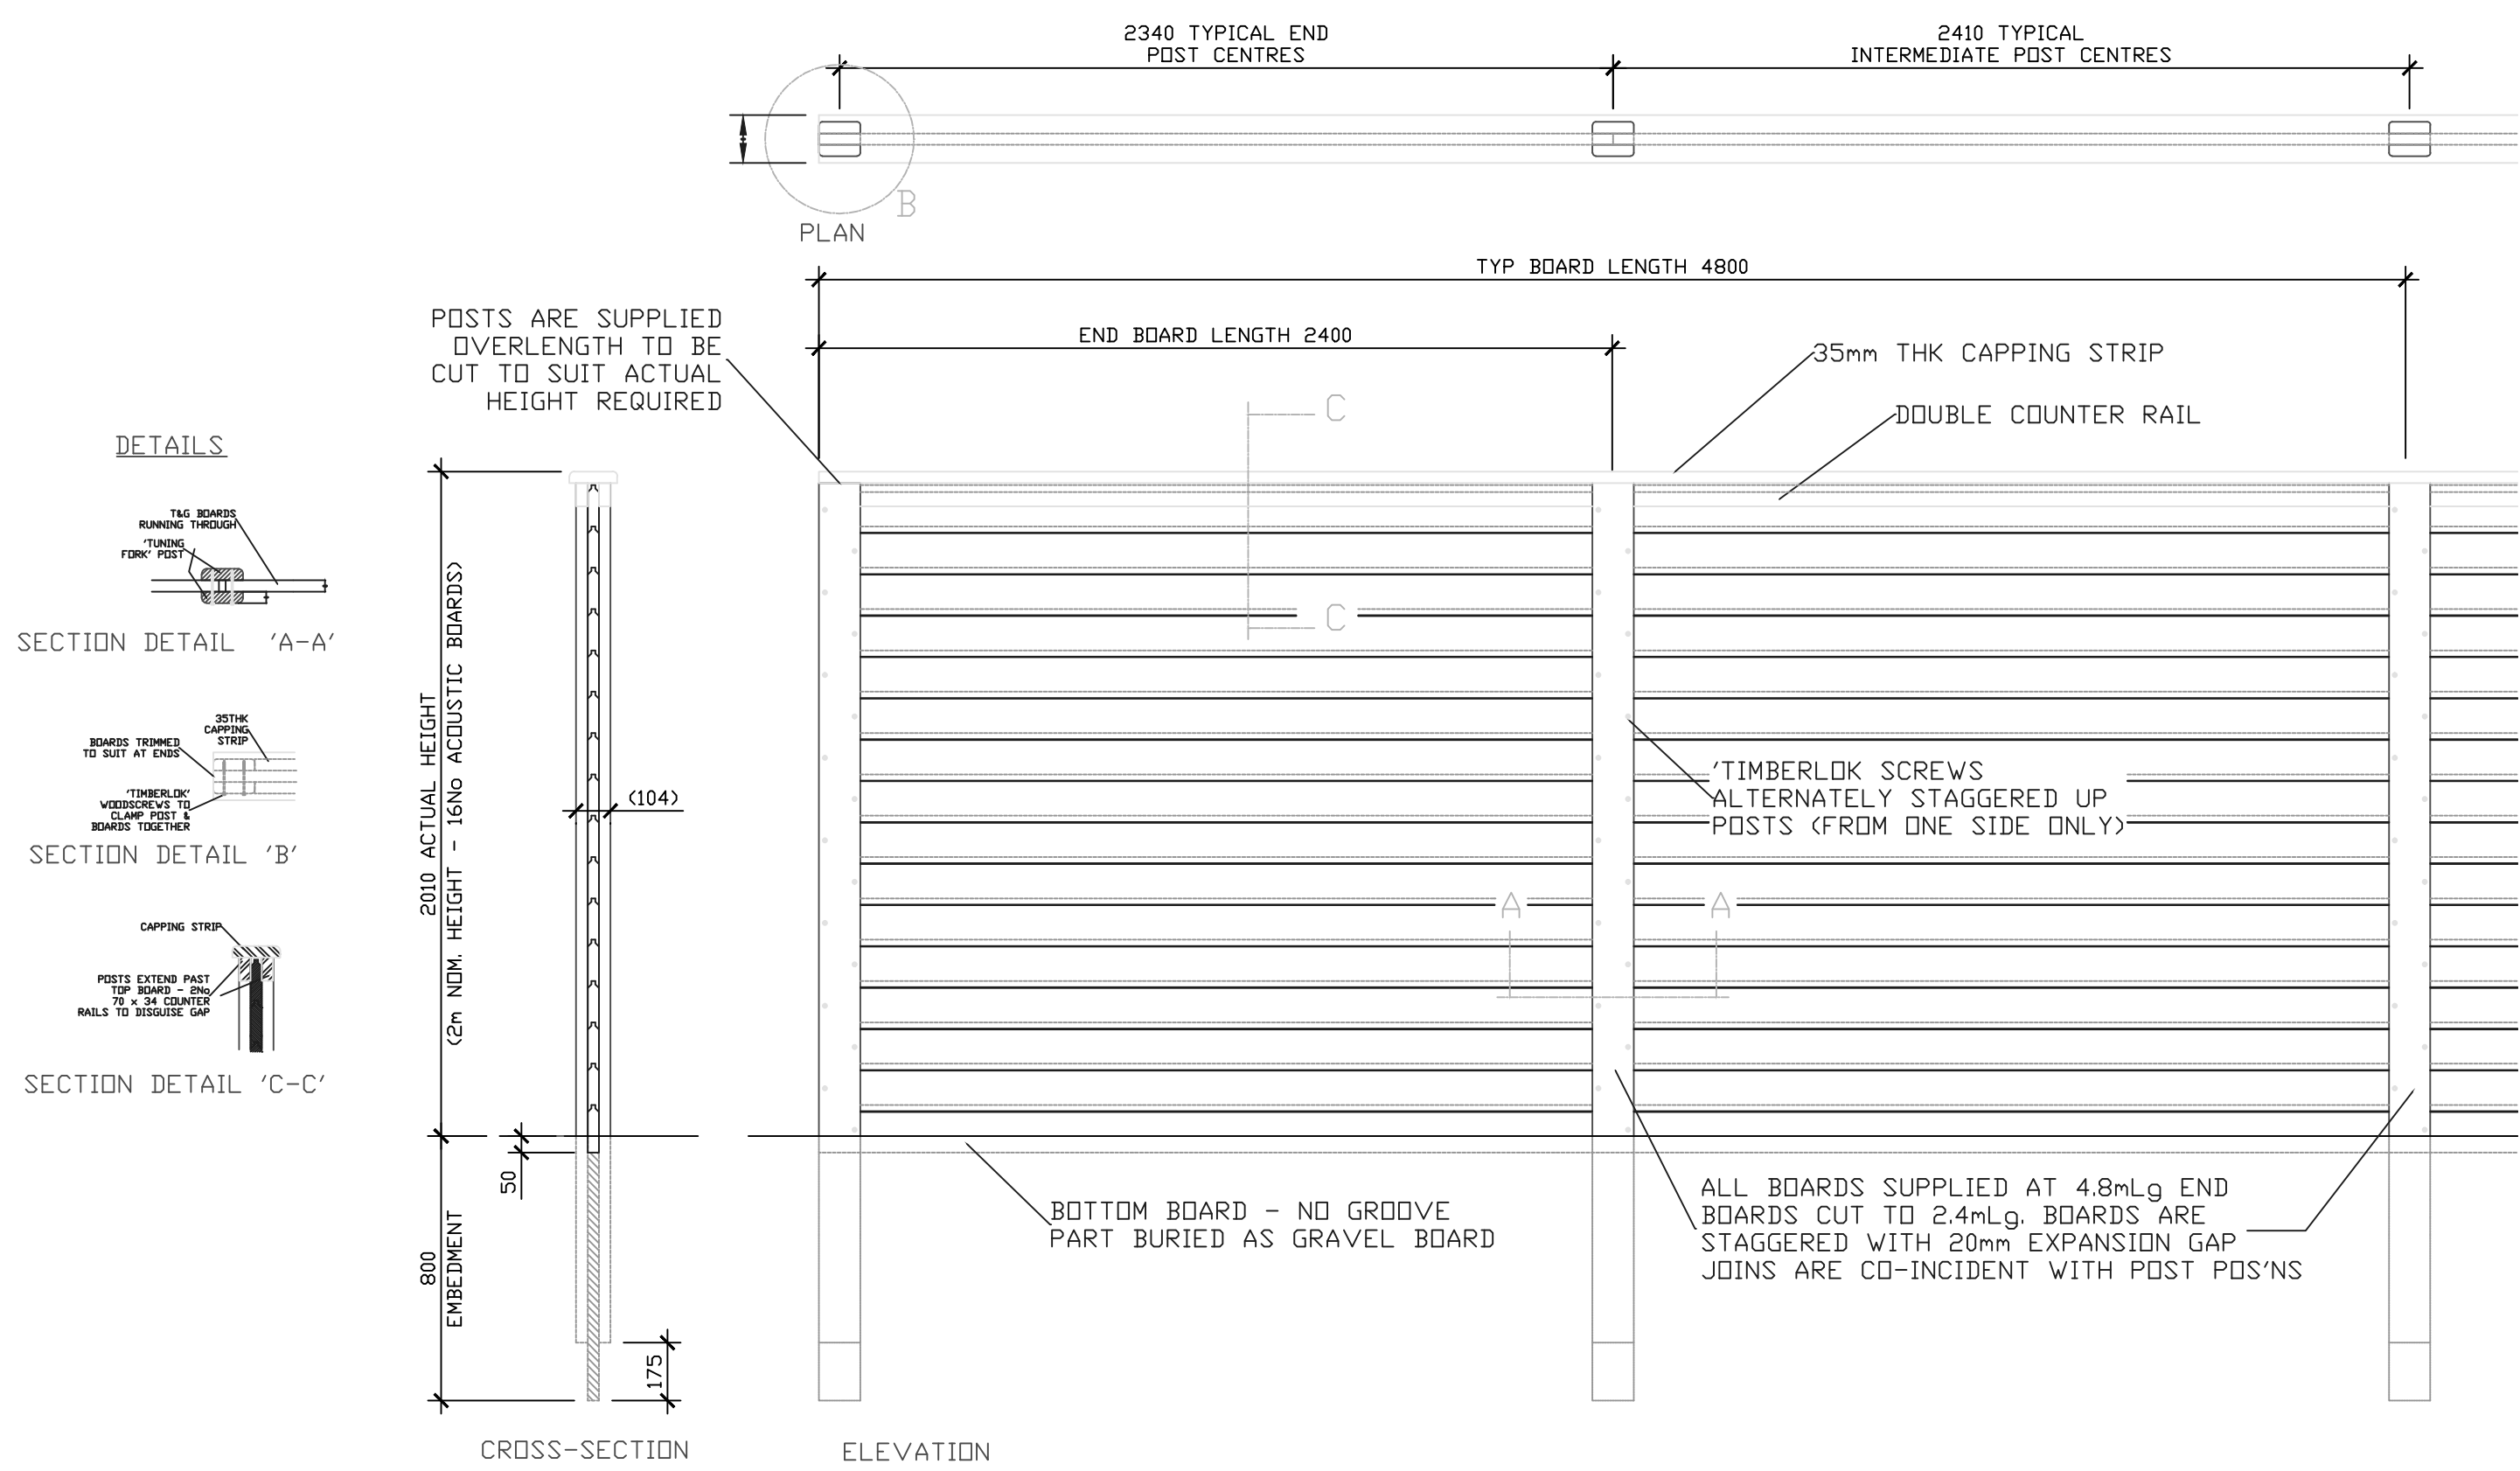 2340 TYPICAL END
POST CENTRES
2410 TYPICAL
INTERMEDIATE POST CENTRES
B
PLAN
TYP BOARD LENGTH 4800
END BOARD LENGTH 2400
POSTS ARE SUPPLIED
OVERLENGTH TO BE
CUT TO SUIT ACTUAL
HEIGHT REQUIRED
35mm THK CAPPING STRIP
DOUBLE COUNTER RAIL
C
C
DETAILS
T&G BOARDS
RUNNING THROUGH
'TUNING
FORK' POST
SECTION DETAIL 'A-A'
35THK
CAPPING
STRIP
BOARDS TRIMMED
TO SUIT AT ENDS
'TIMBERLOK'
WOODSCREWS TO
CLAMP POST &
BOARDS TOGETHER
SECTION DETAIL 'B'
CAPPING STRIP
POSTS EXTEND PAST
TOP BOARD - 2No
70 x 34 COUNTER
RAILS TO DISGUISE GAP
SECTION DETAIL 'C-C'
2010 ACTUAL HEIGHT
(2m NOM. HEIGHT - 16No ACOUSTIC BOARDS)
(104)
'TIMBERLOK SCREWS
ALTERNATELY STAGGERED UP
POSTS (FROM ONE SIDE ONLY)
A
A
50
800
EMBEDMENT
175
BOTTOM BOARD - NO GROOVE
PART BURIED AS GRAVEL BOARD
ALL BOARDS SUPPLIED AT 4.8mLg END
BOARDS CUT TO 2.4mLg. BOARDS ARE
STAGGERED WITH 20mm EXPANSION GAP
JOINS ARE CO-INCIDENT WITH POST POS'NS
CROSS-SECTION
ELEVATION